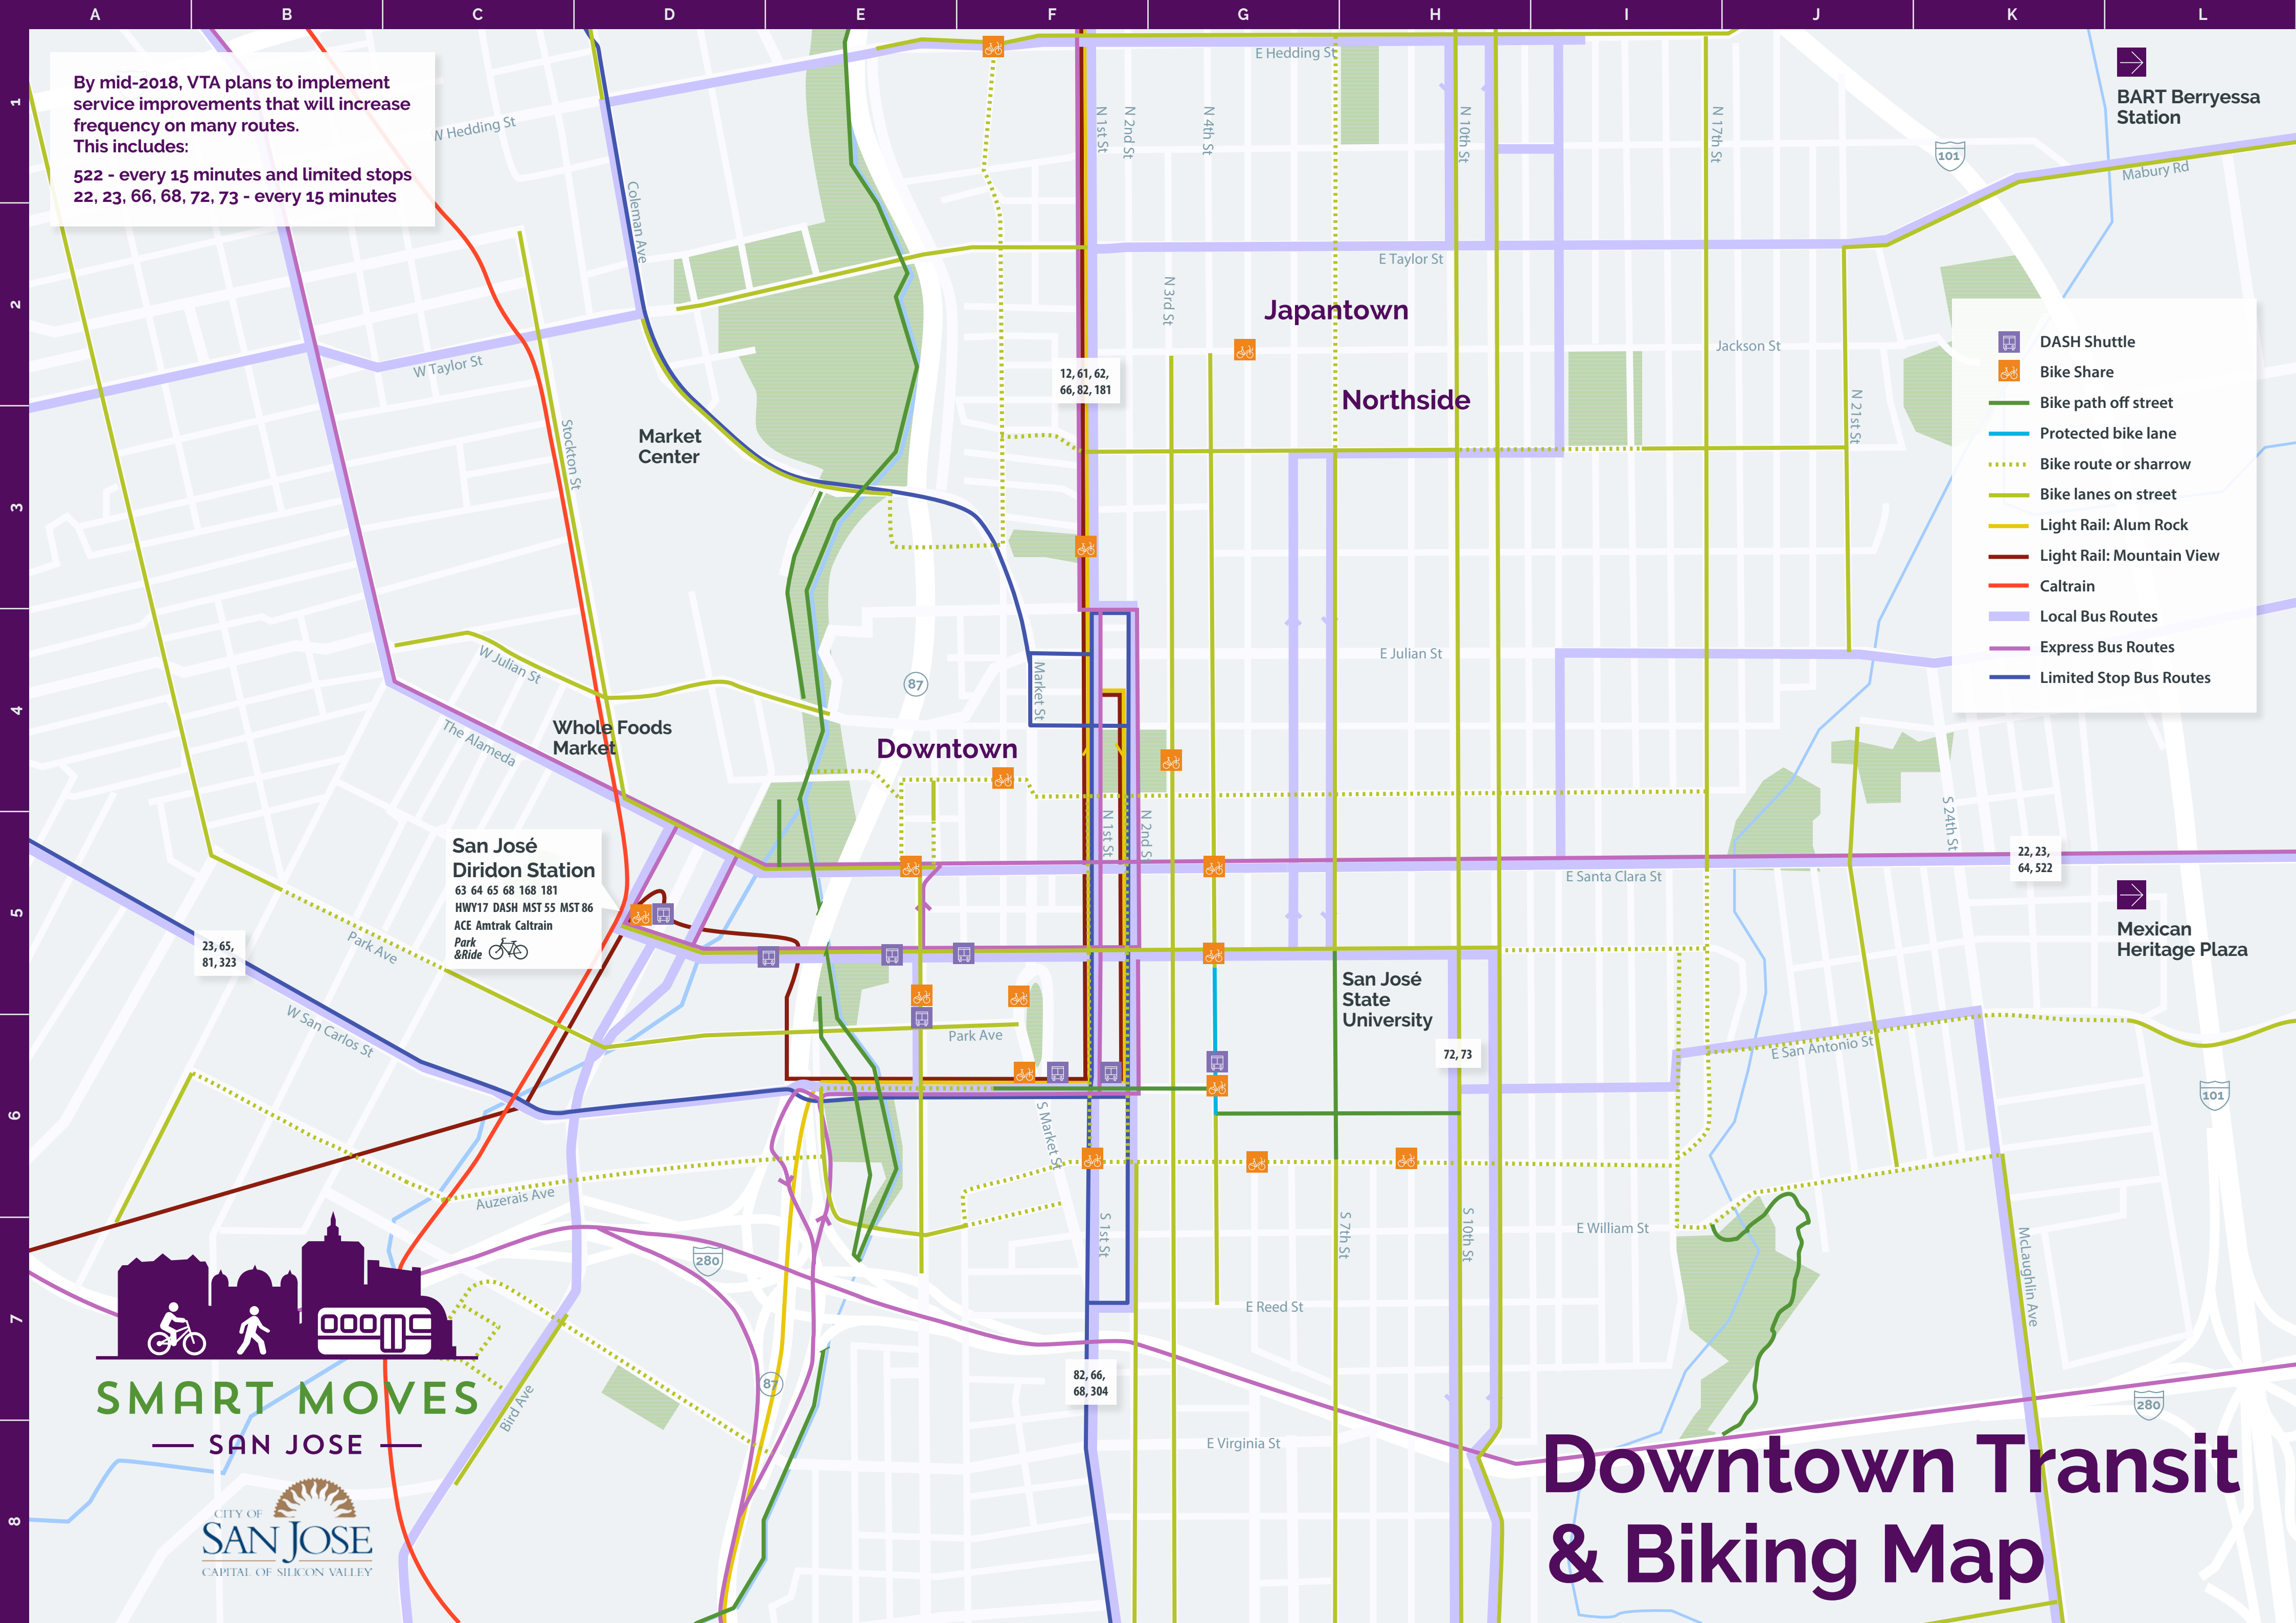 A B C D E F G H I J K L
1
2
3
4
5
6
7
8
By mid-2018, VTA plans to implement
service improvements that will increase
frequency on many routes.
This includes:
522 - every 15 minutes and limited stops
22, 23, 66, 68, 72, 73 - every 15 minutes
W Hedding St
Coleman Ave
E Hedding St
N 1st St
N 2nd St
N 4th St
N 10th St
N 17th St
101
BART Berryessa
Station
Mabury Rd
E Taylor St
N 3rd St
Japantown
W Taylor St
12, 61, 62,
66, 82, 181
Jackson St
Northside
N 21st St
Stockton St
Market
Center
DASH Shuttle
Bike Share
Bike path off street
Protected bike lane
Bike route or sharrow
Bike lanes on street
Light Rail: Alum Rock
Light Rail: Mountain View
Caltrain
Local Bus Routes
Express Bus Routes
Limited Stop Bus Routes
W Julian St
E Julian St
87
Market St
The Alameda
Whole Foods
Market
Downtown
N 1st St
N 2nd St
S 24th St
San José
Diridon Station
63 64 65 68 168 181
HWY17 DASH MST 55 MST 86
ACE Amtrak Caltrain
Park
&Ride
22, 23,
64, 522
E Santa Clara St
Mexican
Heritage Plaza
23, 65,
81, 323
Park Ave
W San Carlos St
San José
State
University
Park Ave
72, 73
E San Antonio St
101
S Market St
Auzerais Ave
280
S 1st St
S 7th St
S 10th St
E William St
McLaughlin Ave
E Reed St
82, 66,
68, 304
87
280
Bird Ave
E Virginia St
SMART MOVES
SAN JOSE
CITY OF
SAN JOSE
CAPITAL OF SILICON VALLEY
Downtown Transit
& Biking Map